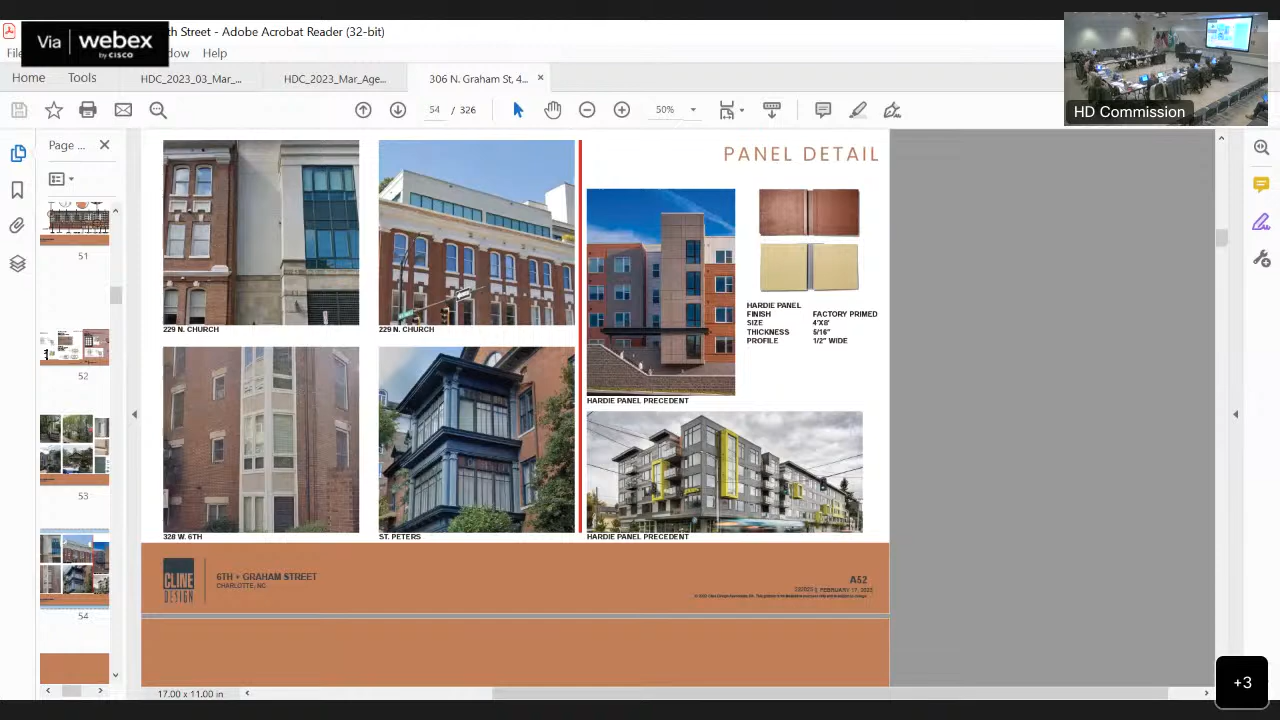 Via webex
by CISCO
th Street - Adobe Acrobat Reader (32-bit)
Help
Home
Tools
HDC_2023_03_Mar_...
HDC_2023_Mar_Age...
306 N. Graham St, 4...
54 / 326
50%
HD Commission
Page ...
51
52
53
54
PANEL DETAIL
229 N. CHURCH
229 N. CHURCH
HARDIE PANEL
FINISH FACTORY PRIMED
SIZE 4'X8'
THICKNESS 5/16"
PROFILE 1/2" WIDE
HARDIE PANEL PRECEDENT
328 W. 6TH
ST. PETERS
HARDIE PANEL PRECEDENT
CLINE
DESIGN
6TH + GRAHAM STREET
CHARLOTTE, NC
A52
FEBRUARY 17, 2023
17.00 x 11.00 in
+3